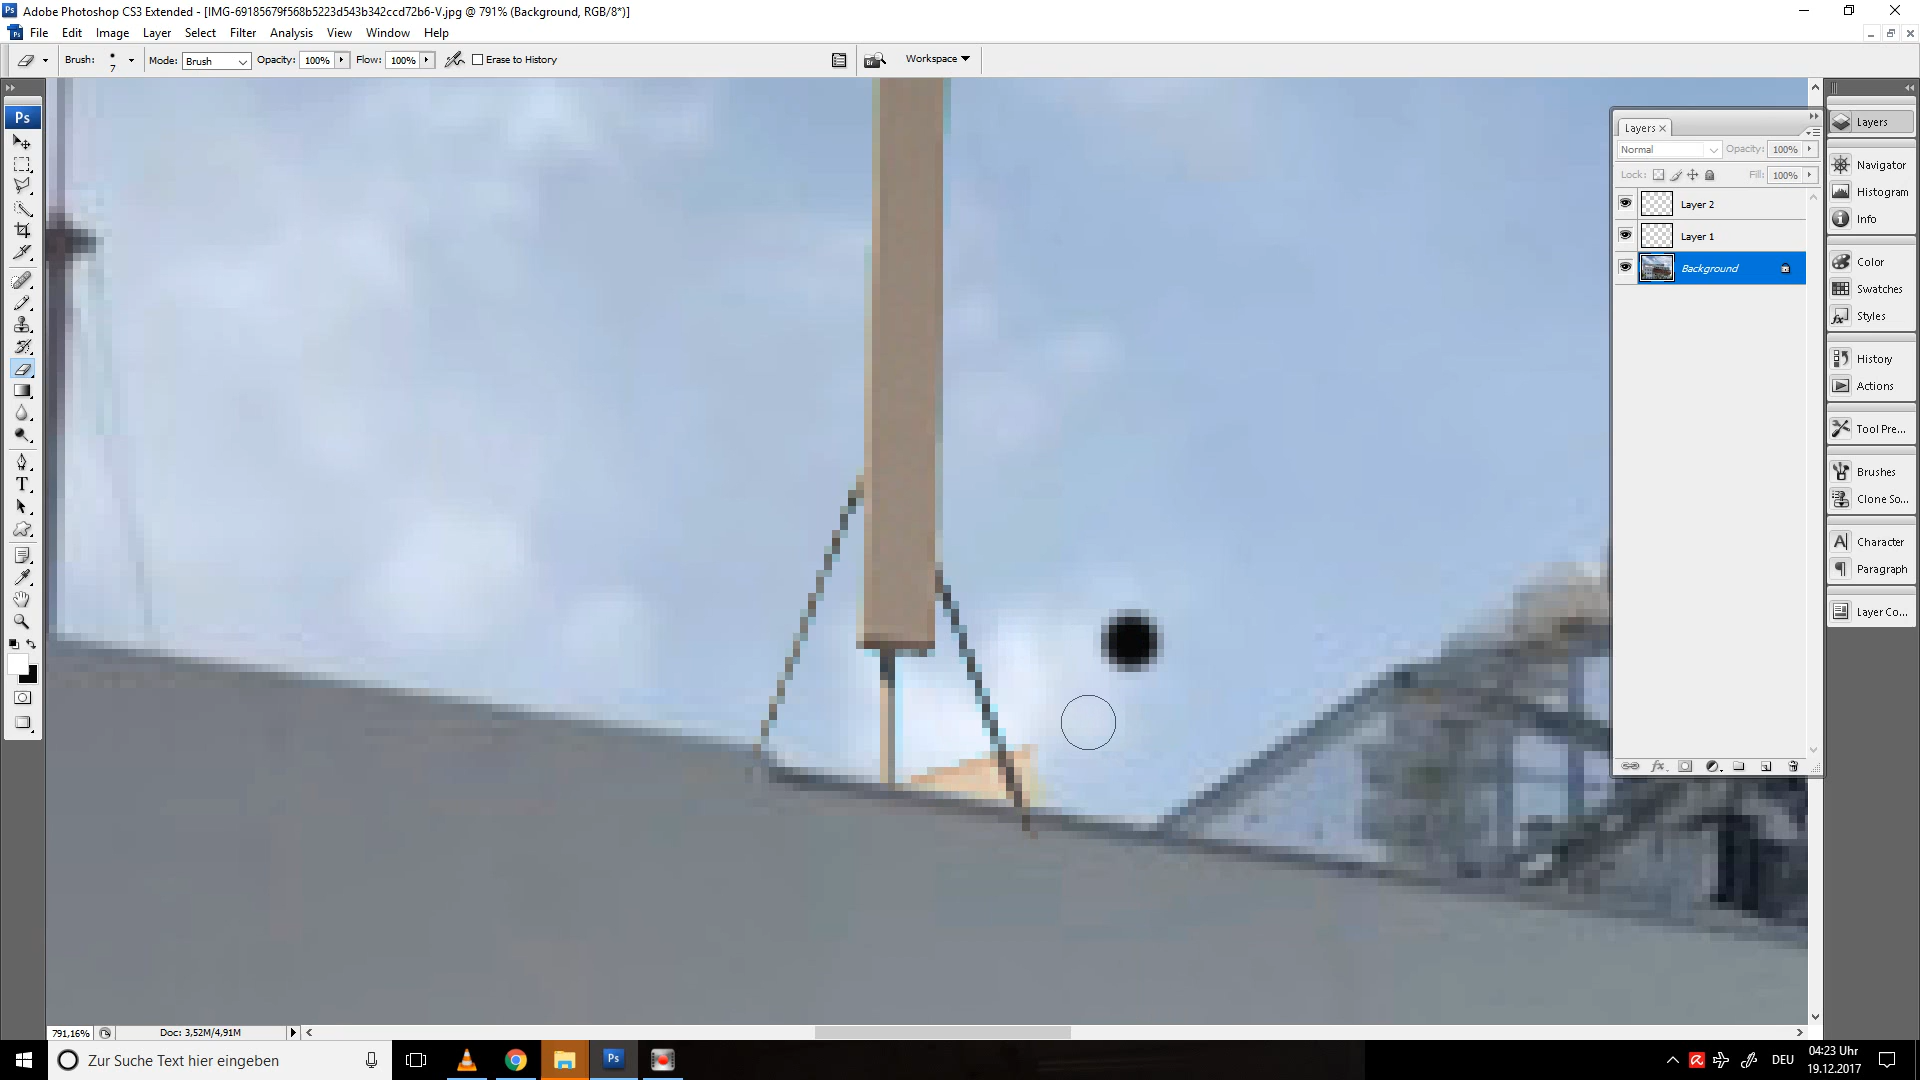 Adobe Photoshop CS3 Extended - [IMG-69185679f568b5223d543b342ccd72b6-V.jpg @ 791% (Background, RGB/8*)]
File Edit Image Layer Select Filter Analysis View Window Help
Brush: 7 Mode: Brush Opacity: 100% Flow: 100% Erase to History Workspace
Ps
Layers
Normal Opacity: 100%
Lock: Fill: 100%
Layer 2
Layer 1
Background
Layers
Navigator
Histogram
Info
Color
Swatches
Styles
History
Actions
Tool Pre...
Brushes
Clone So...
Character
Paragraph
Layer Co...
791,16% Doc: 3,52M/4,91M
Zur Suche Text hier eingeben
Ps
DEU
04:23 Uhr
19.12.2017